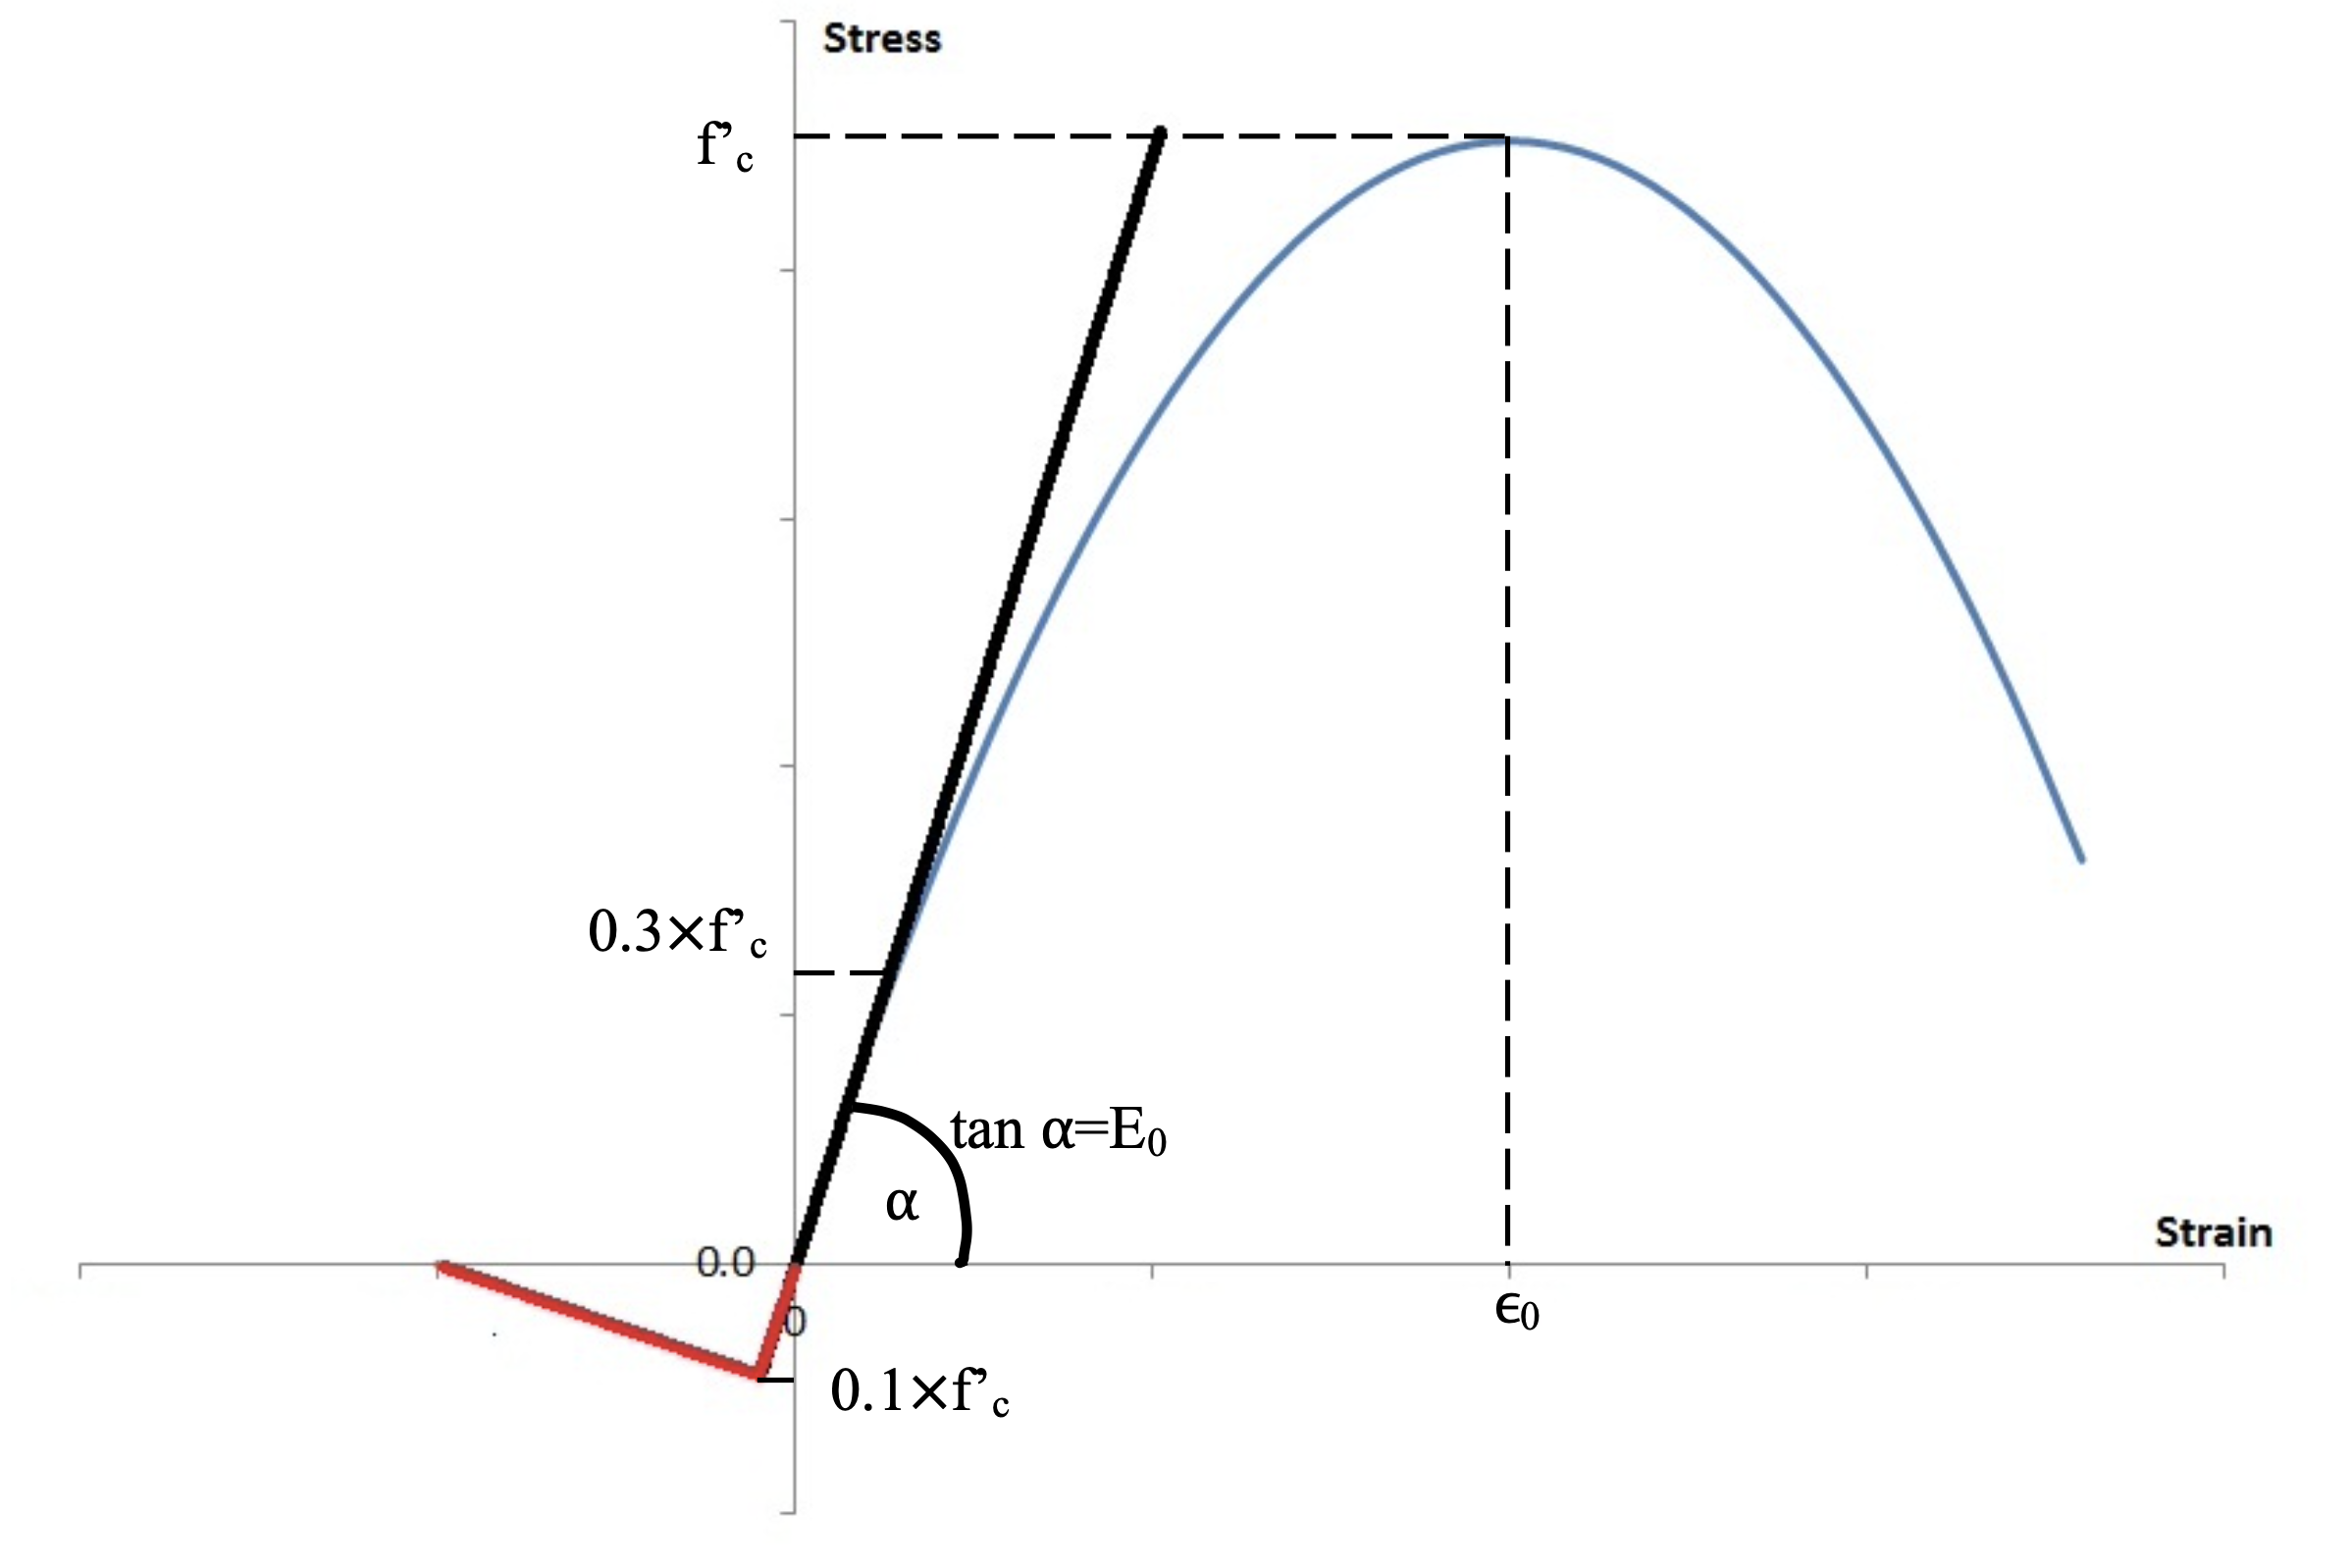 Stress
f’c
0.3×f’c
tan α=E0
α
Strain
0.0
0
ϵ0
0.1×f’c